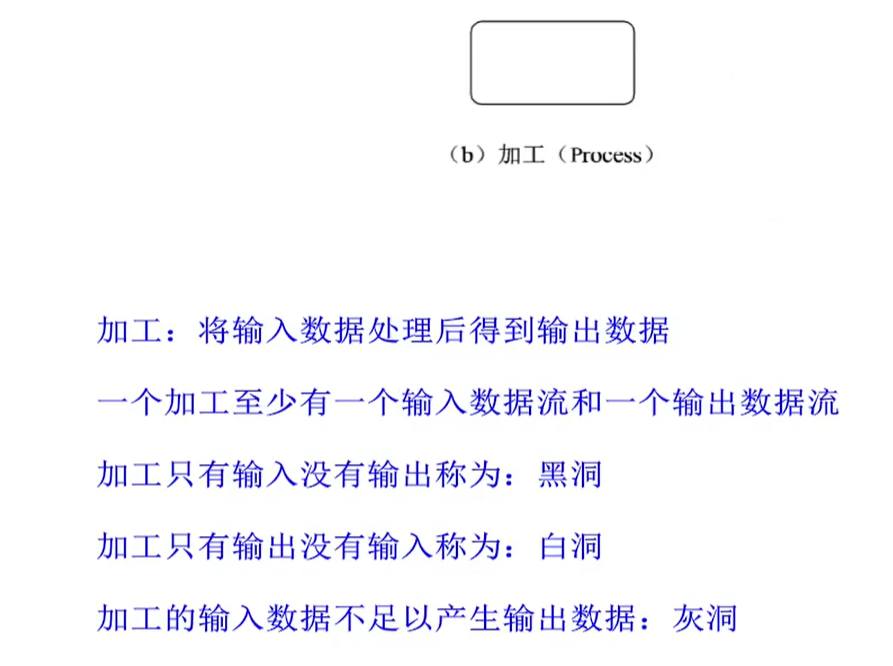 （b）加工（Process）
加工：将输入数据处理后得到输出数据
一个加工至少有一个输入数据流和一个输出数据流
加工只有输入没有输出称为：黑洞
加工只有输出没有输入称为：白洞
加工的输入数据不足以产生输出数据：灰洞